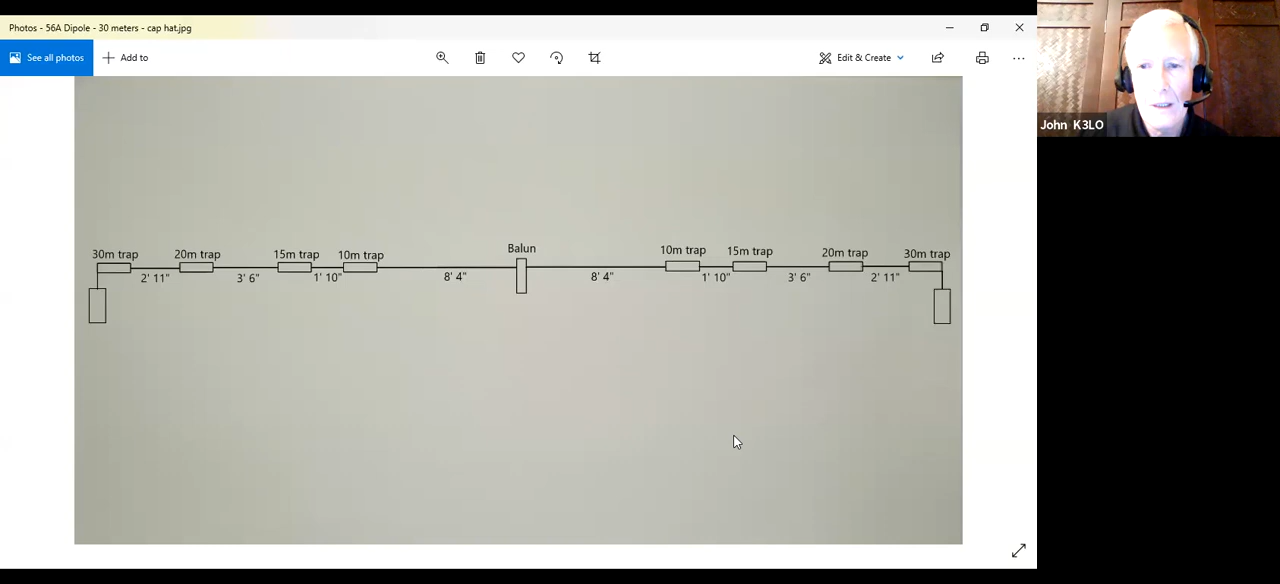 Photos - 56A Dipole - 30 meters - cap hat.jpg
See all photos
Add to
Edit & Create
John K3LO
Balun
30m trap 20m trap 15m trap 10m trap 10m trap 15m trap 20m trap 30m trap
2' 11" 3' 6" 1' 10" 8' 4" 8' 4" 1' 10" 3' 6" 2' 11"